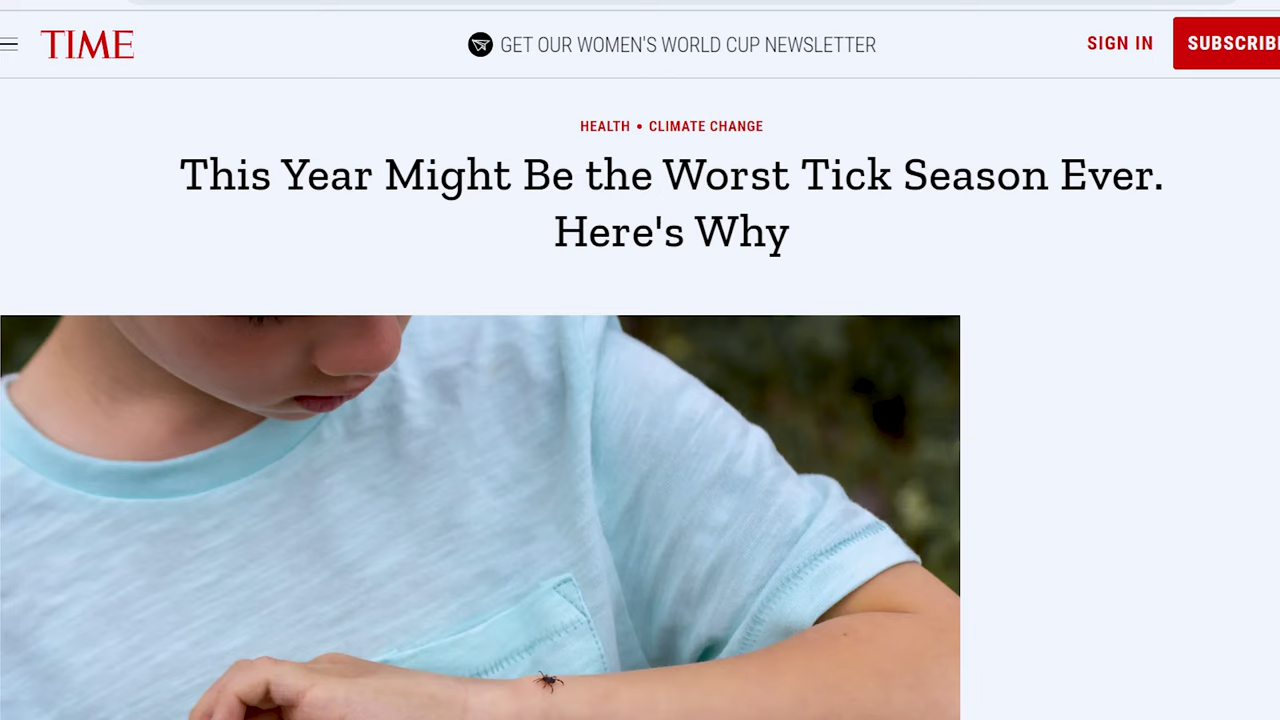 TIME
GET OUR WOMEN'S WORLD CUP NEWSLETTER
SIGN IN
SUBSCRIBE
HEALTH • CLIMATE CHANGE
This Year Might Be the Worst Tick Season Ever.
Here's Why